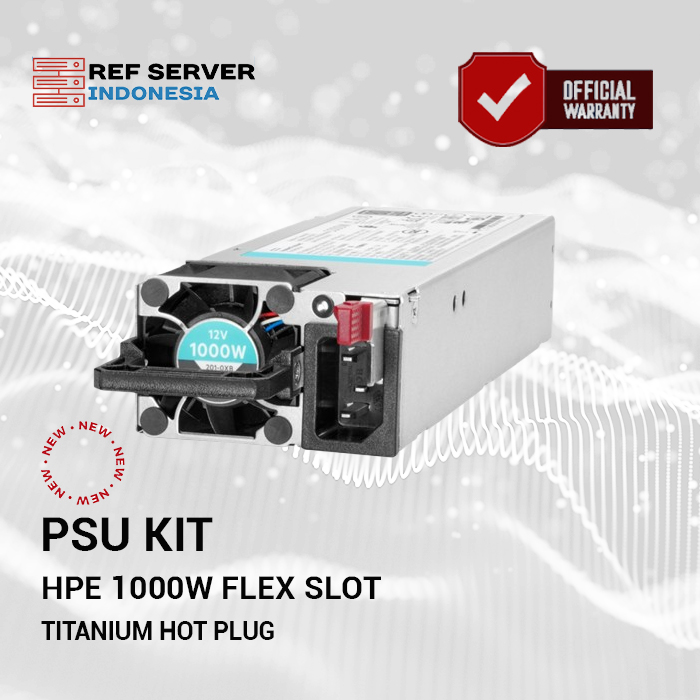 REF SERVER
INDONESIA
OFFICIAL
WARRANTY
12V
1000W
NEW • NEW • NEW • NEW • NEW •
PSU KIT
HPE 1000W FLEX SLOT
TITANIUM HOT PLUG